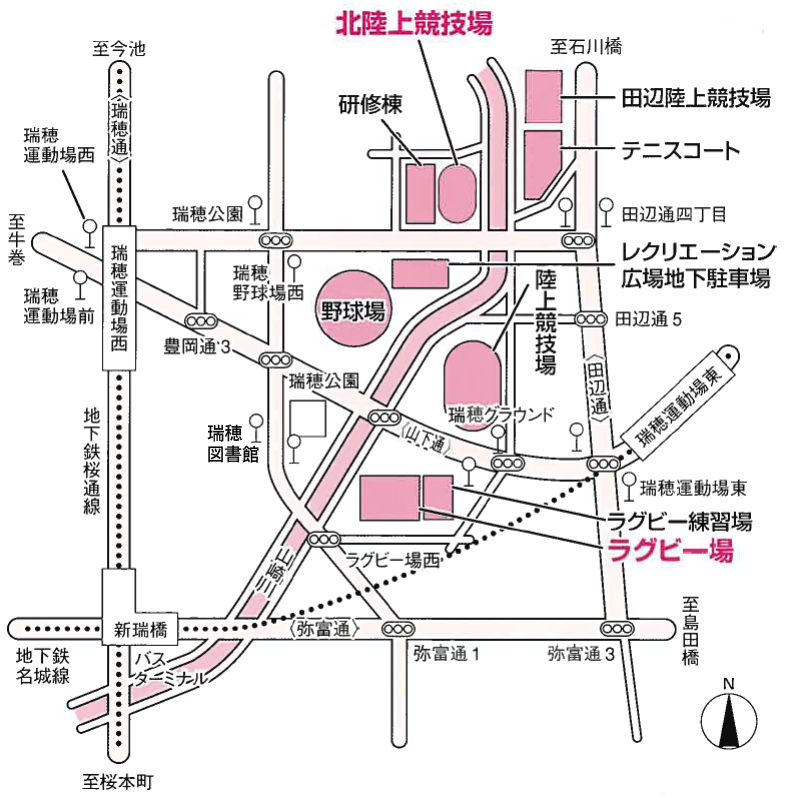 北陸上競技場
至今池
至石川橋
研修棟
田辺陸上競技場
〈瑞穂通〉
瑞穂
運動場西
テニスコート
瑞穂公園
田辺通四丁目
至牛巻
瑞穂運動場西
レクリエーション
広場地下駐車場
瑞穂
野球場西
瑞穂
運動場前
野球場
陸上競技場
豊岡通3
田辺通5
瑞穂公園
〈田辺通〉
瑞穂運動場東
瑞穂グラウンド
地下鉄桜通線
瑞穂
図書館
〈山下通〉
瑞穂運動場東
ラグビー練習場
ラグビー場
ラグビー場西
山崎川
新瑞橋
〈弥富通〉
至島田橋
地下鉄
名城線
バス
ターミナル
弥富通1
弥富通3
N
至桜本町